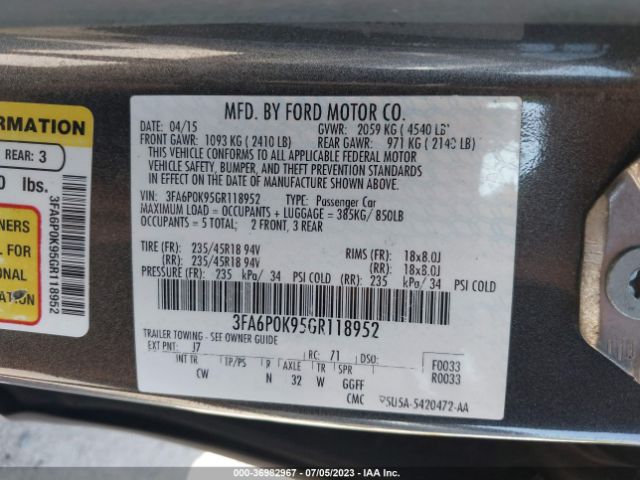 MFD. BY FORD MOTOR CO.
DATE: 04/15 GVWR: 2059 KG ( 4540 LB)
FRONT GAWR: 1093 KG ( 2410 LB) REAR GAWR: 971 KG ( 2140 LB)
THIS VEHICLE CONFORMS TO ALL APPLICABLE FEDERAL MOTOR
VEHICLE SAFETY, BUMPER, AND THEFT PREVENTION STANDARDS
IN EFFECT ON THE DATE OF MANUFACTURE SHOWN ABOVE.
VIN: 3FA6P0K95GR118952 TYPE: Passenger Car
MAXIMUM LOAD = OCCUPANTS + LUGGAGE = 385KG/ 850LB
OCCUPANTS = 5 TOTAL; 2 FRONT, 3 REAR
TIRE (FR): 235/45R18 94V RIMS (FR): 18x8.0J
(RR): 235/45R18 94V (RR): 18x8.0J
PRESSURE (FR): 235 kPa/ 34 PSI COLD (RR): 235 kPa/ 34 PSI COLD
3FA6P0K95GR118952
TRAILER TOWING - SEE OWNER GUIDE
EXT PNT: J7 RC: 71 DSO: F0033
INT TR TP/PS R AXLE TR SPR R0033
CW N 32 W GGFF
CMC 5U5A-5420472-AA
ORMATION
REAR: 3
0 lbs.
NERS
L FOR
IONAL
3FA6P0K95GR118952
000-36982967 - 07/05/2023 - IAA Inc.